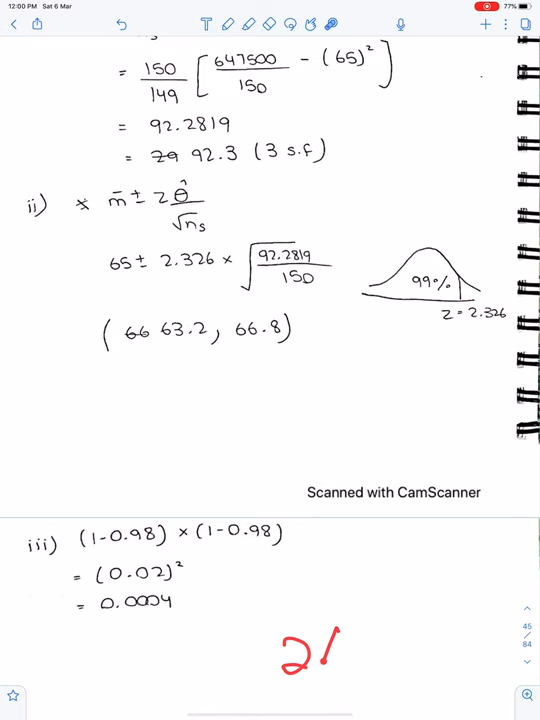 12:00 PM Sat 6 Mar 77%
= 150/149 [ 647500/150 - (65)² ]
= 92.2819
= 92.3 (3 s.f)
ii) m̄ ± z σ̂/√nₛ
65 ± 2.326 × √(92.2819/150)
99%
z = 2.326
(63.2, 66.8)
Scanned with CamScanner
iii) (1-0.98) × (1-0.98)
= (0.02)²
= 0.0004
45
/
84